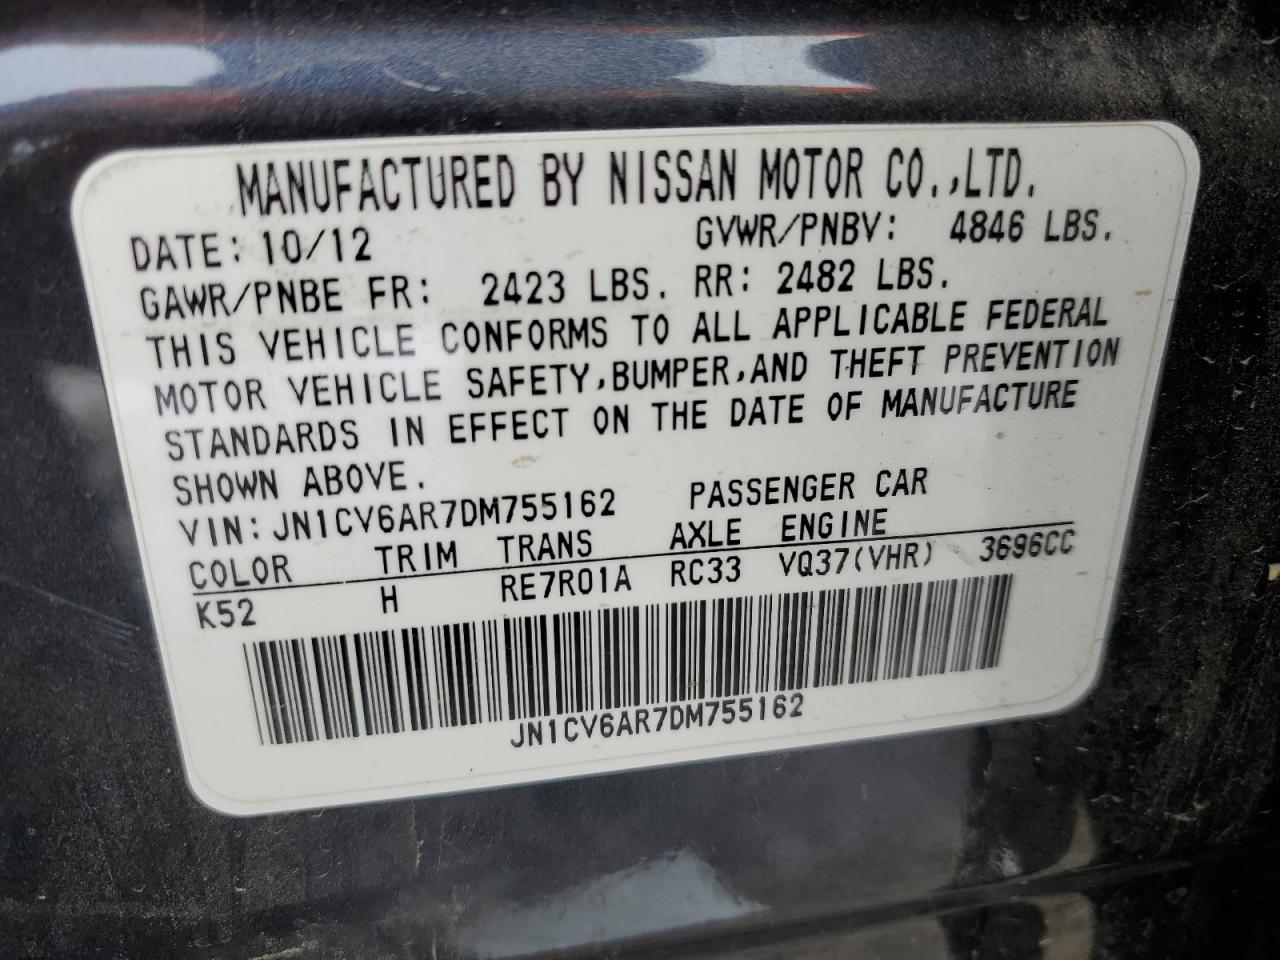 MANUFACTURED BY NISSAN MOTOR CO.,LTD.
DATE: 10/12 GVWR/PNBV: 4846 LBS.
GAWR/PNBE FR: 2423 LBS. RR: 2482 LBS.
THIS VEHICLE CONFORMS TO ALL APPLICABLE FEDERAL
MOTOR VEHICLE SAFETY,BUMPER,AND THEFT PREVENTION
STANDARDS IN EFFECT ON THE DATE OF MANUFACTURE
SHOWN ABOVE.
VIN: JN1CV6AR7DM755162 PASSENGER CAR
COLOR TRIM TRANS AXLE ENGINE
K52 H RE7R01A RC33 VQ37(VHR) 3696CC
JN1CV6AR7DM755162